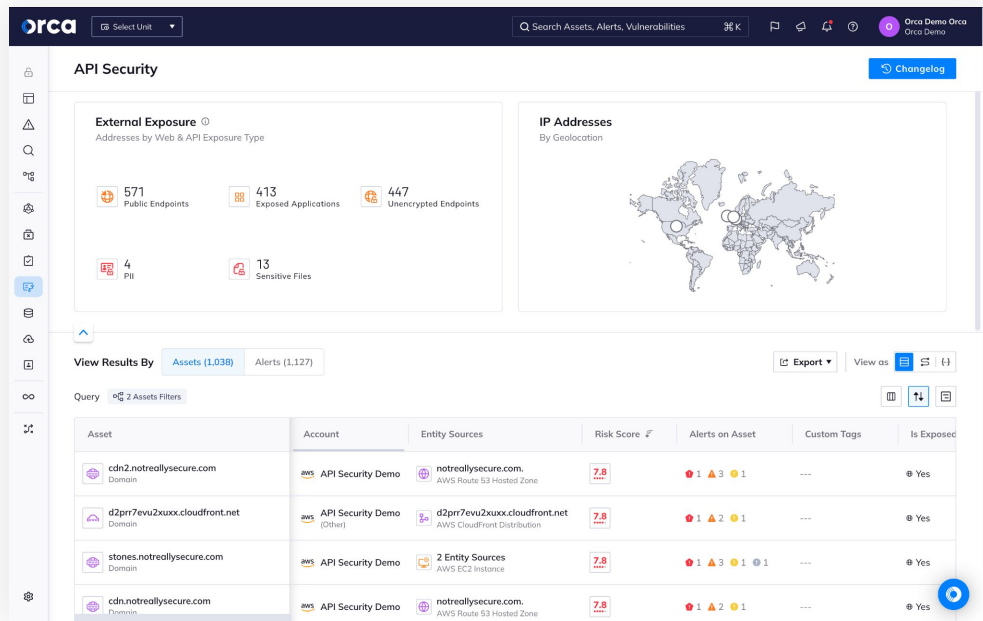 orca
Select Unit
Search Assets, Alerts, Vulnerabilities
⌘K
O
Orca Demo Orca
Orca Demo
API Security
Changelog
External Exposure
Addresses by Web & API Exposure Type
571
Public Endpoints
413
Exposed Applications
447
Unencrypted Endpoints
4
PII
13
Sensitive Files
IP Addresses
By Geolocation
View Results By
Assets (1,038)
Alerts (1,127)
Export
View as
Query
2 Assets Filters
Asset
Account
Entity Sources
Risk Score
Alerts on Asset
Custom Tags
Is Exposed
cdn2.notreallysecure.com
Domain
aws
API Security Demo
notreallysecure.com.
AWS Route 53 Hosted Zone
7.8
1 3 1
---
Yes
d2prr7evu2xuxx.cloudfront.net
Domain
aws
API Security Demo
(Other)
d2prr7evu2xuxx.cloudfront.net
AWS CloudFront Distribution
7.8
1 2 1
---
Yes
stones.notreallysecure.com
Domain
aws
API Security Demo
2 Entity Sources
AWS EC2 Instance
7.8
1 3 1 1
---
Yes
cdn.notreallysecure.com
Domain
aws
API Security Demo
notreallysecure.com.
AWS Route 53 Hosted Zone
7.8
1 2 1
---
Yes